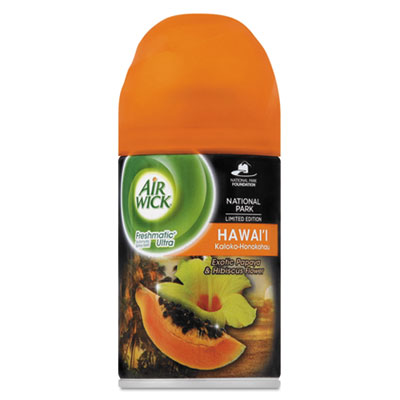 NATIONAL PARK
FOUNDATION
AIR
WICK
NATIONAL
PARK
LIMITED EDITION
Freshmatic
Ultra
HAWAI'I
Kaloko-Honokohau
Exotic Papaya
& Hibiscus Flower